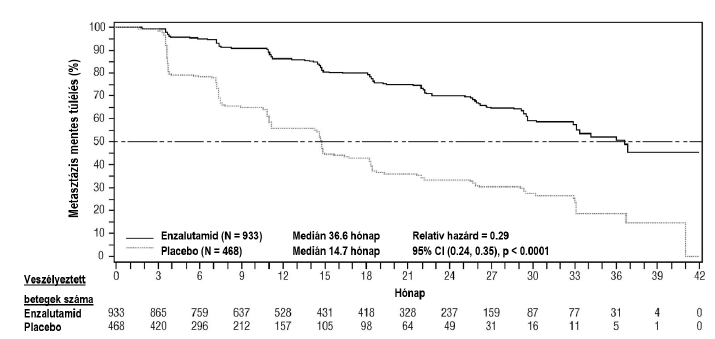 Metasztázis mentes túlélés (%)
100
90
80
70
60
50
40
30
20
10
0
Enzalutamid (N = 933) Medián 36.6 hónap Relatív hazárd = 0.29
Placebo (N = 468) Medián 14.7 hónap 95% CI (0.24, 0.35), p < 0.0001
0 3 6 9 12 15 18 21 24 27 30 33 36 39 42
Hónap
Veszélyeztett
betegek száma
Enzalutamid 933 865 759 637 528 431 418 328 237 159 87 77 31 4 0
Placebo 468 420 296 212 157 105 98 64 49 31 16 11 5 1 0